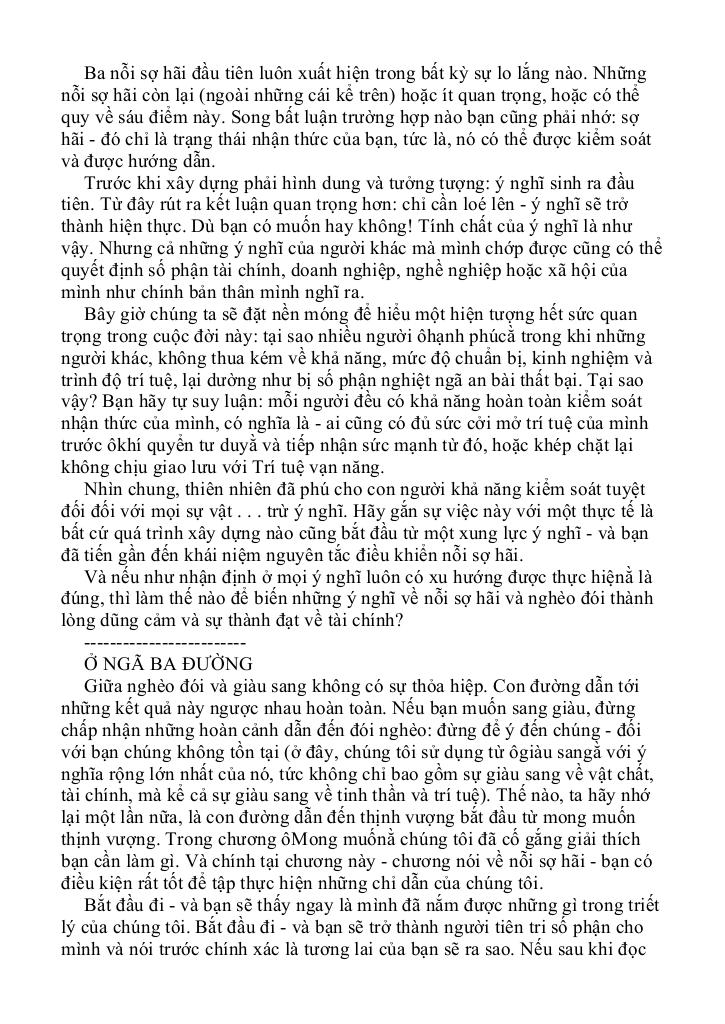 Ba nỗi sợ hãi đầu tiên luôn xuất hiện trong bất kỳ sự lo lắng nào. Những
nỗi sợ hãi còn lại (ngoài những cái kể trên) hoặc ít quan trọng, hoặc có thể
quy về sáu điểm này. Song bất luận trường hợp nào bạn cũng phải nhớ: sợ
hãi - đó chỉ là trạng thái nhận thức của bạn, tức là, nó có thể được kiểm soát
và được hướng dẫn.
Trước khi xây dựng phải hình dung và tưởng tượng: ý nghĩ sinh ra đầu
tiên. Từ đây rút ra kết luận quan trọng hơn: chỉ cần loé lên - ý nghĩ sẽ trở
thành hiện thực. Dù bạn có muốn hay không! Tính chất của ý nghĩ là như
vậy. Nhưng cả những ý nghĩ của người khác mà mình chớp được cũng có thể
quyết định số phận tài chính, doanh nghiệp, nghề nghiệp hoặc xã hội của
mình như chính bản thân mình nghĩ ra.
Bây giờ chúng ta sẽ đặt nền móng để hiểu một hiện tượng hết sức quan
trọng trong cuộc đời này: tại sao nhiều người ôhạnh phúcằ trong khi những
người khác, không thua kém về khả năng, mức độ chuẩn bị, kinh nghiệm và
trình độ trí tuệ, lại dường như bị số phận nghiệt ngã an bài thất bại. Tại sao
vậy? Bạn hãy tự suy luận: mỗi người đều có khả năng hoàn toàn kiểm soát
nhận thức của mình, có nghĩa là - ai cũng có đủ sức cởi mở trí tuệ của mình
trước ôkhí quyển tư duyằ và tiếp nhận sức mạnh từ đó, hoặc khép chặt lại
không chịu giao lưu với Trí tuệ vạn năng.
Nhìn chung, thiên nhiên đã phú cho con người khả năng kiểm soát tuyệt
đối đối với mọi sự vật . . . trừ ý nghĩ. Hãy gắn sự việc này với một thực tế là
bất cứ quá trình xây dựng nào cũng bắt đầu từ một xung lực ý nghĩ - và bạn
đã tiến gần đến khái niệm nguyên tắc điều khiển nỗi sợ hãi.
Và nếu như nhận định ở mọi ý nghĩ luôn có xu hướng được thực hiệnằ là
đúng, thì làm thế nào để biến những ý nghĩ về nỗi sợ hãi và nghèo đói thành
lòng dũng cảm và sự thành đạt về tài chính?
-------------------------
Ở NGÃ BA ĐƯỜNG
Giữa nghèo đói và giàu sang không có sự thỏa hiệp. Con đường dẫn tới
những kết quả này ngược nhau hoàn toàn. Nếu bạn muốn sang giàu, đừng
chấp nhận những hoàn cảnh dẫn đến đói nghèo: đừng để ý đến chúng - đối
với bạn chúng không tồn tại (ở đây, chúng tôi sử dụng từ ôgiàu sangằ với ý
nghĩa rộng lớn nhất của nó, tức không chỉ bao gồm sự giàu sang về vật chất,
tài chính, mà kể cả sự giàu sang về tinh thần và trí tuệ). Thế nào, ta hãy nhớ
lại một lần nữa, là con đường dẫn đến thịnh vượng bắt đầu từ mong muốn
thịnh vượng. Trong chương ôMong muốnằ chúng tôi đã cố gắng giải thích
bạn cần làm gì. Và chính tại chương này - chương nói về nỗi sợ hãi - bạn có
điều kiện rất tốt để tập thực hiện những chỉ dẫn của chúng tôi.
Bắt đầu đi - và bạn sẽ thấy ngay là mình đã nắm được những gì trong triết
lý của chúng tôi. Bắt đầu đi - và bạn sẽ trở thành người tiên tri số phận cho
mình và nói trước chính xác là tương lai của bạn sẽ ra sao. Nếu sau khi đọc